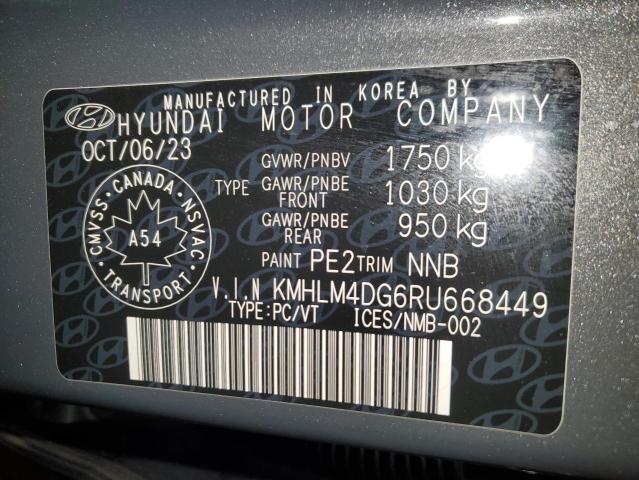 MANUFACTURED IN KOREA BY
HYUNDAI MOTOR COMPANY
OCT/06/23
GVWR/PNBV 1750 kg
TYPE GAWR/PNBE FRONT 1030 kg
GAWR/PNBE REAR 950 kg
CMVSS · CANADA · NSVAC
A54
TRANSPORT
PAINT PE2 TRIM NNB
V.I.N KMHLM4DG6RU668449
TYPE:PC/VT ICES/NMB-002